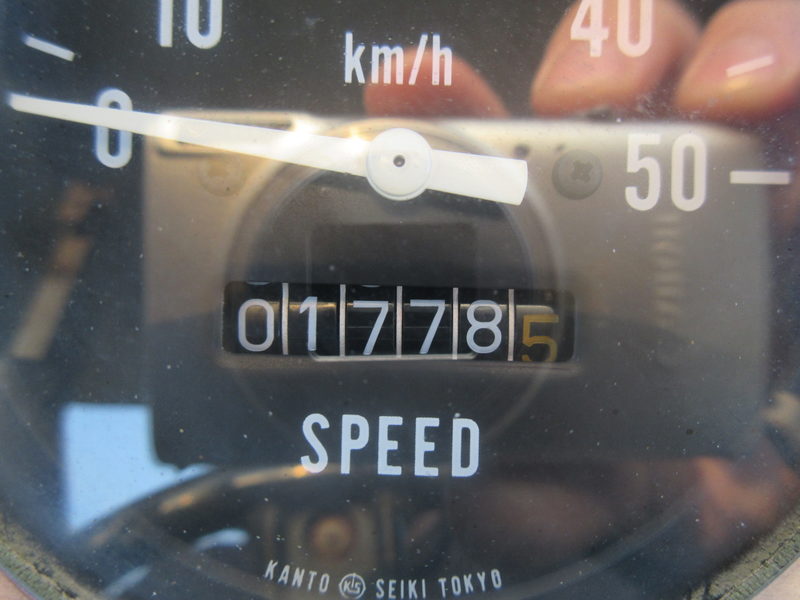 10 40
km/h
0 50
017785
SPEED
KANTO KS SEIKI TOKYO